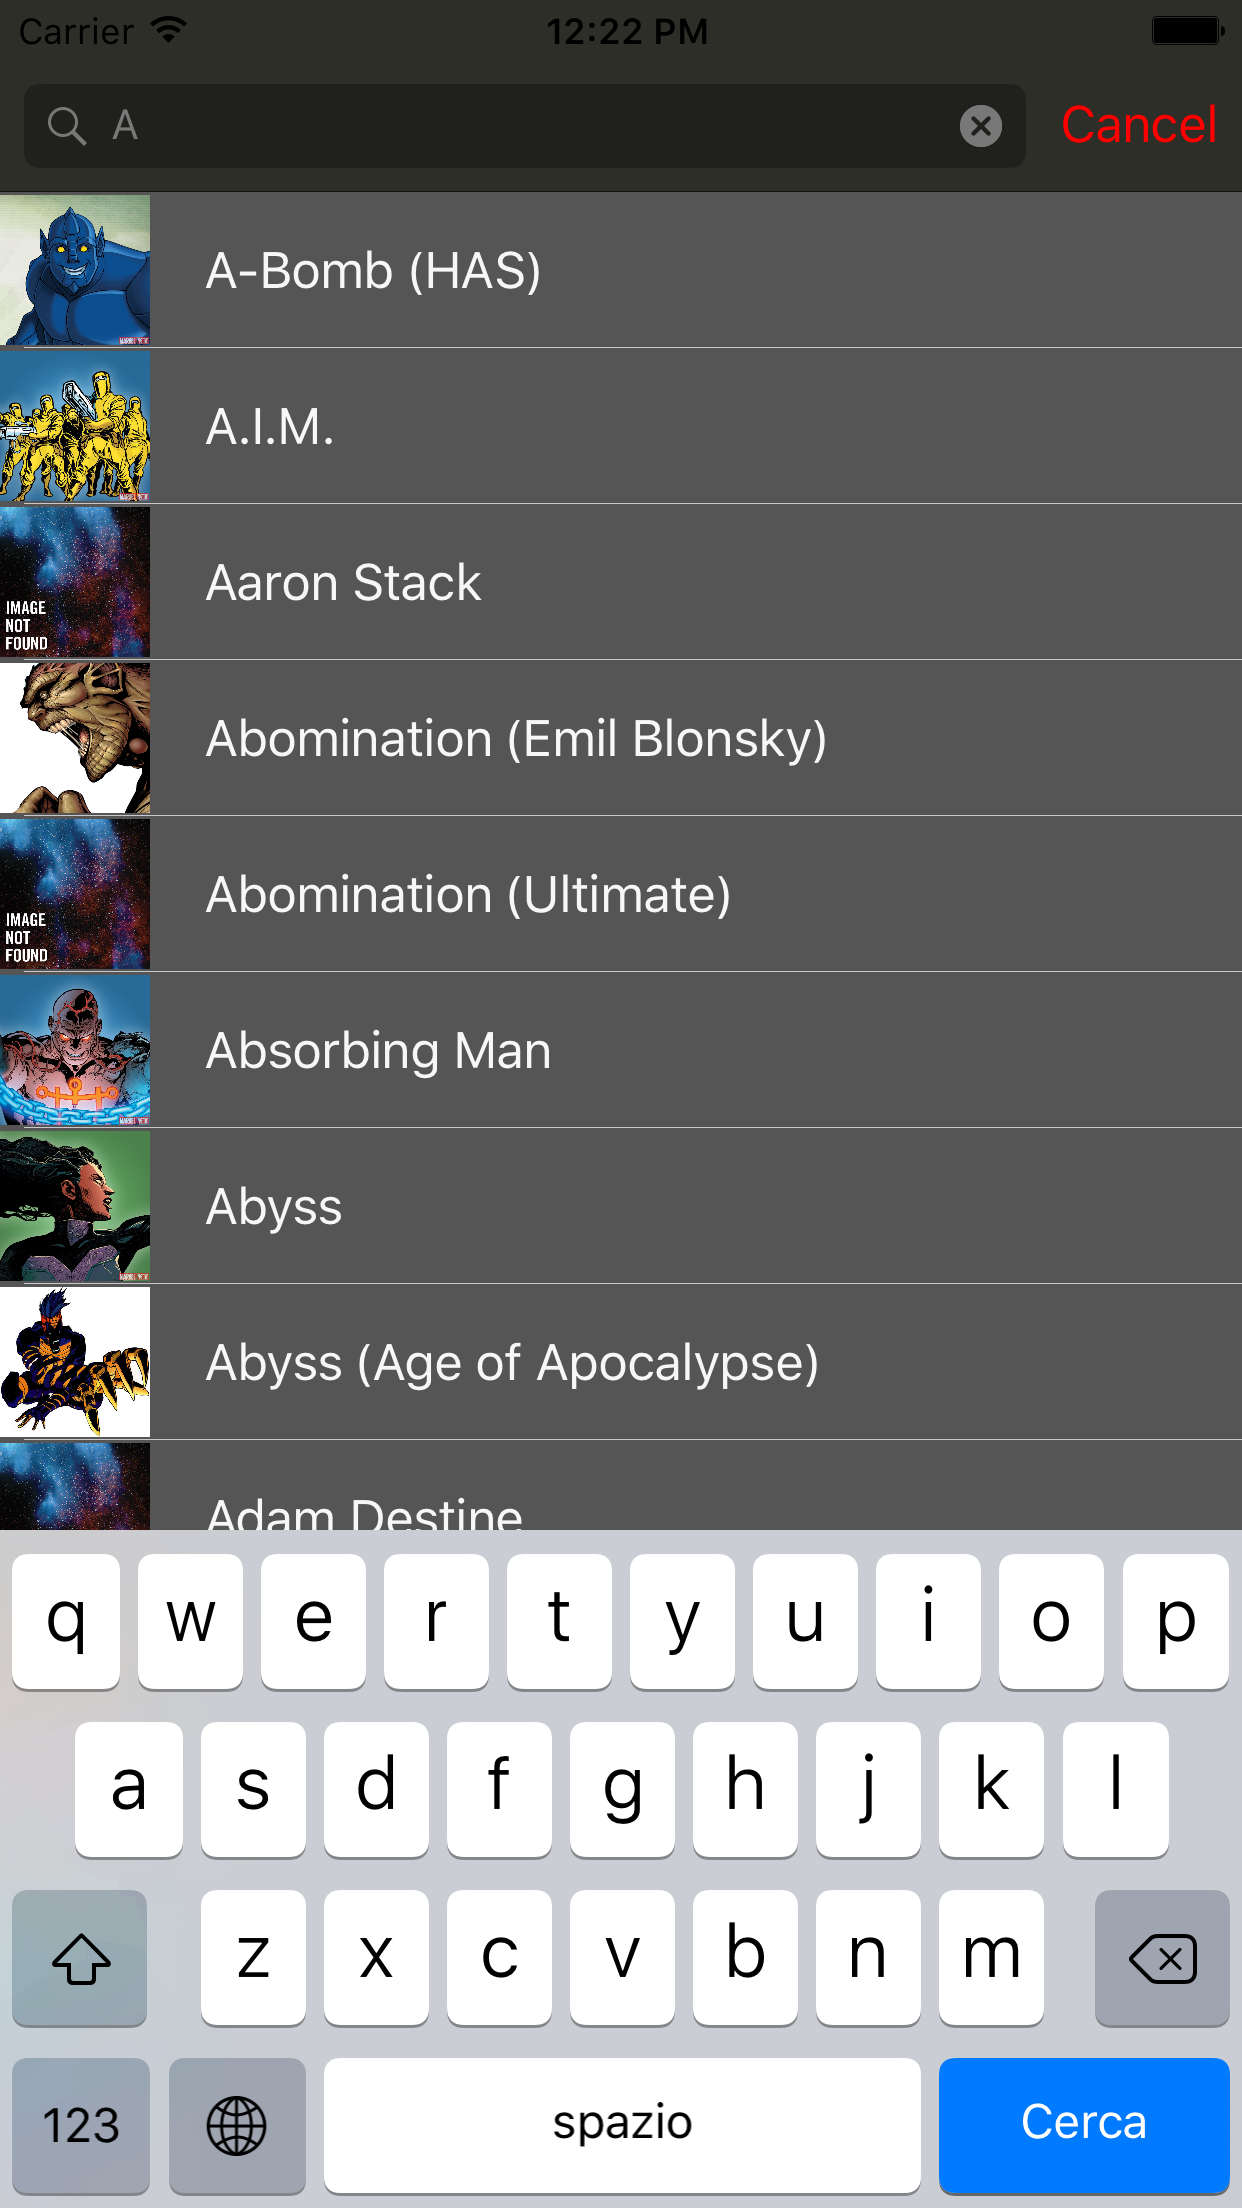 Carrier 12:22 PM
A Cancel
A-Bomb (HAS)
A.I.M.
IMAGE
NOT
FOUND
Aaron Stack
Abomination (Emil Blonsky)
IMAGE
NOT
FOUND
Abomination (Ultimate)
Absorbing Man
Abyss
Abyss (Age of Apocalypse)
Adam Destine
q w e r t y u i o p
a s d f g h j k l
z x c v b n m
123 spazio Cerca